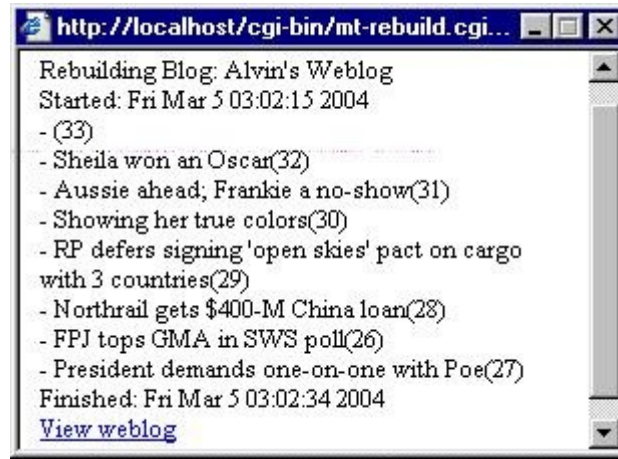 http://localhost/cgi-bin/mt-rebuild.cgi...
Rebuilding Blog: Alvin's Weblog
Started: Fri Mar 5 03:02:15 2004
- (33)
- Sheila won an Oscar(32)
- Aussie ahead; Frankie a no-show(31)
- Showing her true colors(30)
- RP defers signing 'open skies' pact on cargo
with 3 countries(29)
- Northrail gets $400-M China loan(28)
- FPJ tops GMA in SWS poll(26)
- President demands one-on-one with Poe(27)
Finished: Fri Mar 5 03:02:34 2004
View weblog